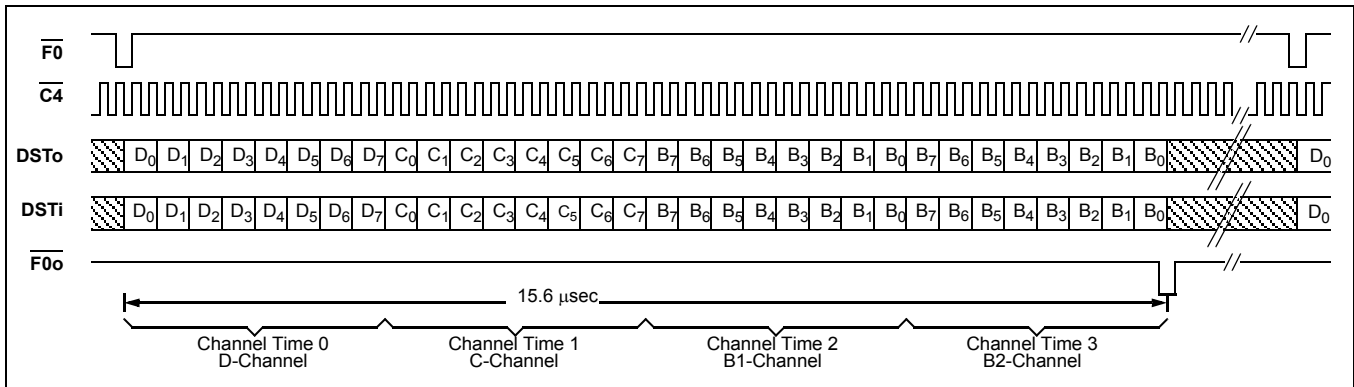 F0
C4
DSTo D0 D1 D2 D3 D4 D5 D6 D7 C0 C1 C2 C3 C4 C5 C6 C7 B7 B6 B5 B4 B3 B2 B1 B0 B7 B6 B5 B4 B3 B2 B1 B0 D0
DSTi D0 D1 D2 D3 D4 D5 D6 D7 C0 C1 C2 C3 C4 C5 C6 C7 B7 B6 B5 B4 B3 B2 B1 B0 B7 B6 B5 B4 B3 B2 B1 B0 D0
F0o
15.6 µsec
Channel Time 0 Channel Time 1 Channel Time 2 Channel Time 3
D-Channel C-Channel B1-Channel B2-Channel